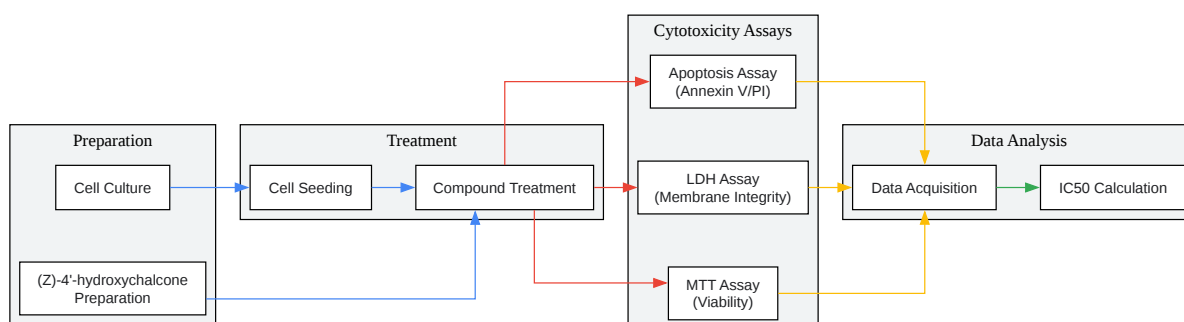 Preparation
Cell Culture
(Z)-4'-hydroxychalcone
Preparation
Treatment
Cell Seeding
Compound Treatment
Cytotoxicity Assays
Apoptosis Assay
(Annexin V/PI)
LDH Assay
(Membrane Integrity)
MTT Assay
(Viability)
Data Analysis
Data Acquisition
IC50 Calculation